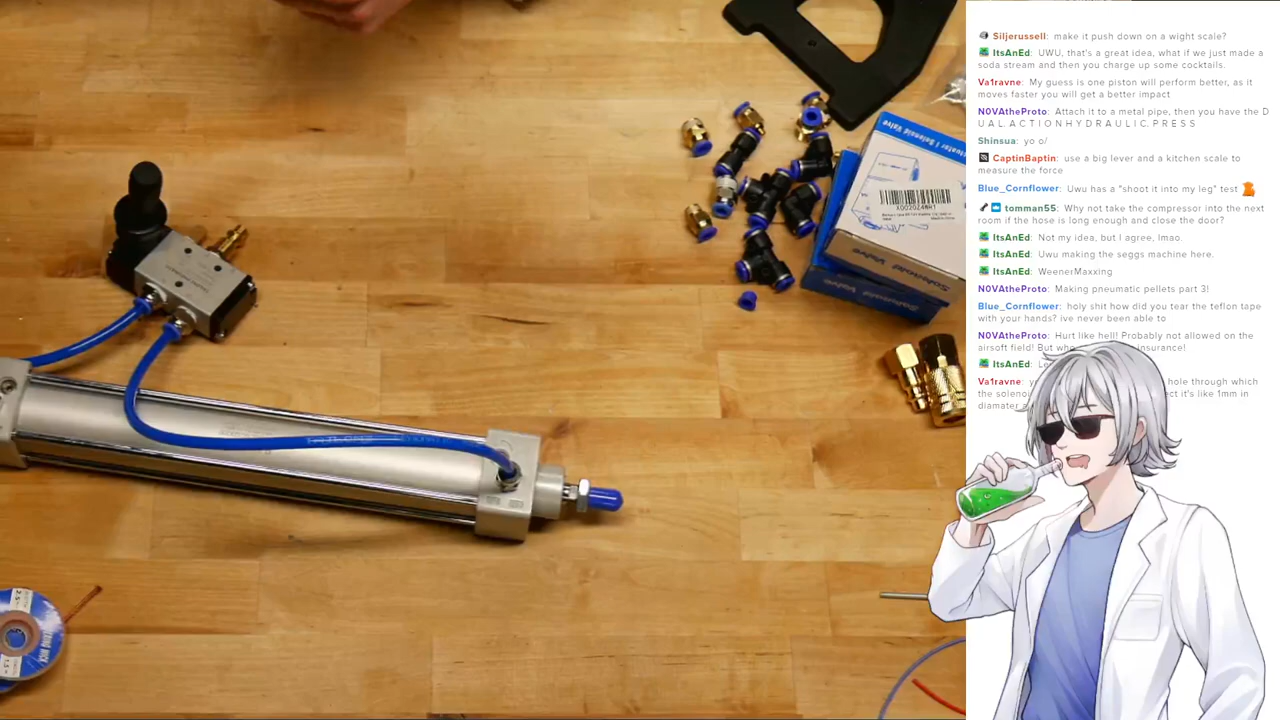 Siljerussell: make it push down on a wight scale?
ItsAnEd: UWU, that's a great idea, what if we just made a
soda stream and then you charge up some cocktails.
Va1ravne: My guess is one piston will perform better, as it
moves faster you will get a better impact
N0VAtheProto: Attach it to a metal pipe, then you have the D
U A L. A C T I O N H Y D R A U L I C. P R E S S
Shinsua: yo o/
CaptinBaptin: use a big lever and a kitchen scale to
measure the force
Blue_Cornflower: Uwu has a "shoot it into my leg" test
tomman55: Why not take the compressor into the next
room if the hose is long enough and close the door?
ItsAnEd: Not my idea, but I agree, lmao.
ItsAnEd: Uwu making the seggs machine here.
ItsAnEd: WeenerMaxxing
N0VAtheProto: Making pneumatic pellets part 3!
Blue_Cornflower: holy shit how did you tear the teflon tape
with your hands? ive never been able to
N0VAtheProto: Hurt like hell! Probably not allowed on the
airsoft field! But insurance!
ItsAnEd:
Va1ravne: hole through which
the it's like 1mm in
diamater
Solenoid Valve
Solenoid Valve